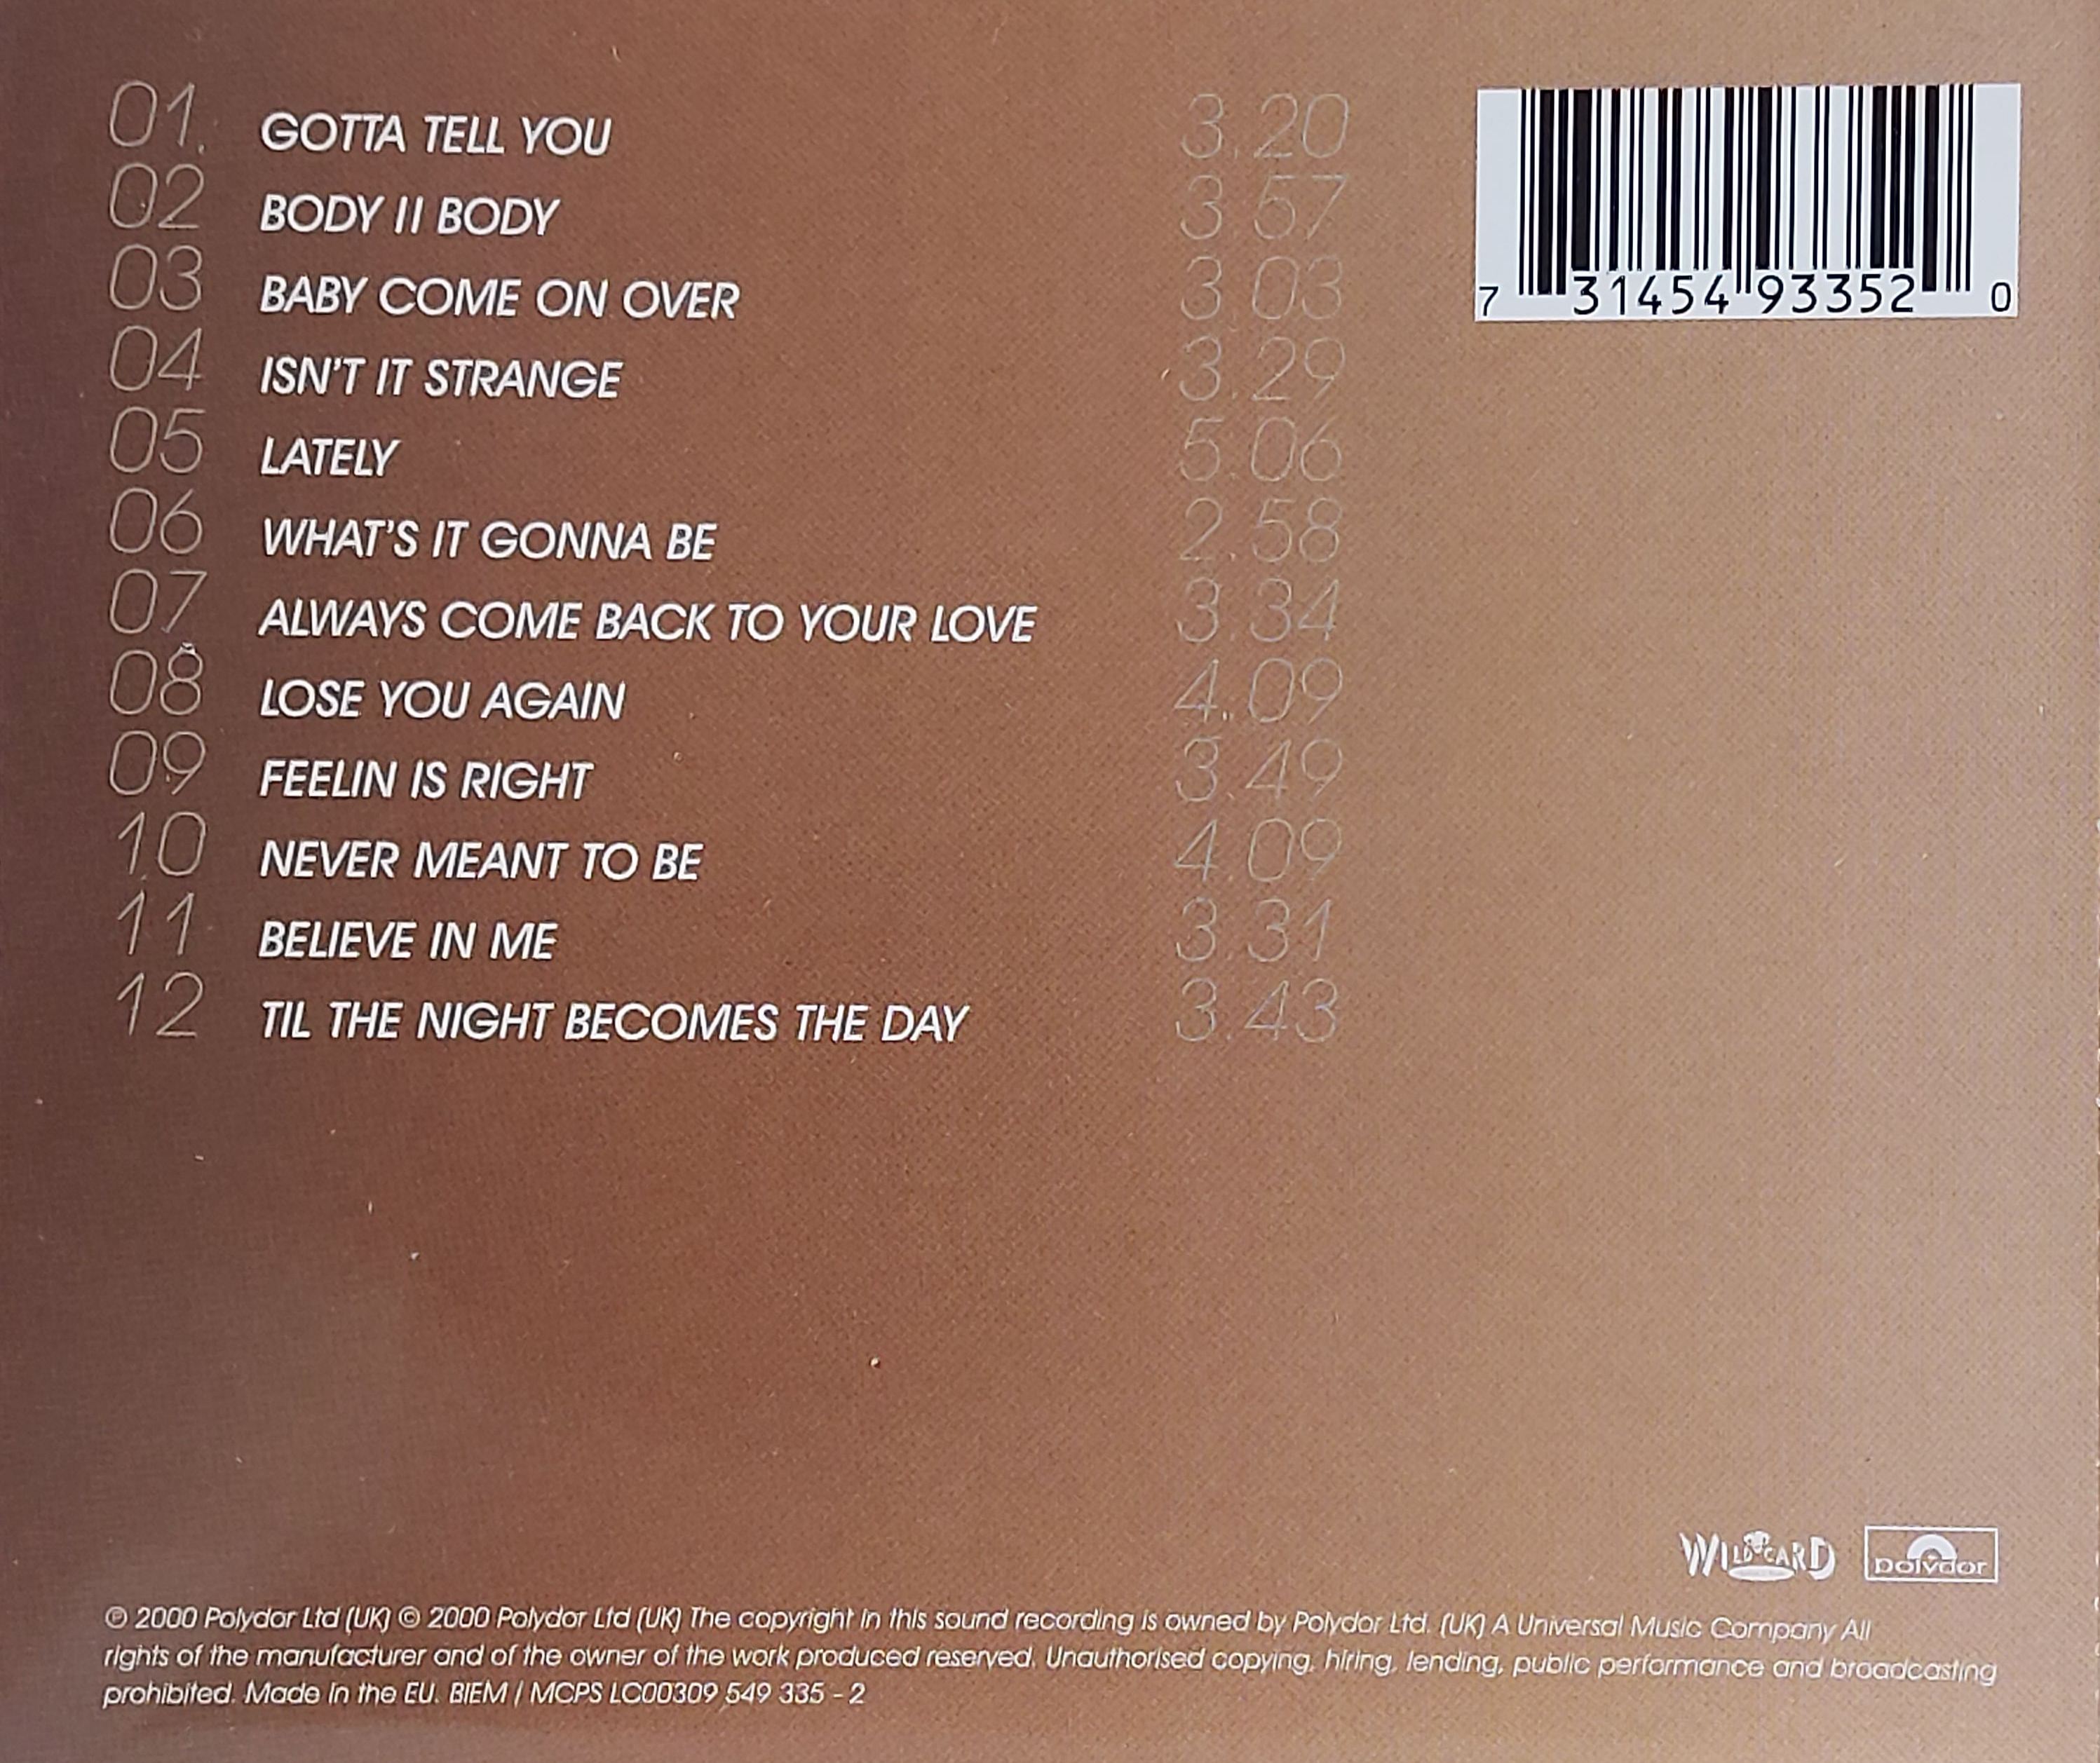 01. GOTTA TELL YOU 3.20
02 BODY II BODY 3.57
03 BABY COME ON OVER 3.03
04 ISN'T IT STRANGE 3.29
05 LATELY 5.06
06 WHAT'S IT GONNA BE 2.58
07 ALWAYS COME BACK TO YOUR LOVE 3.34
08 LOSE YOU AGAIN 4.09
09 FEELIN IS RIGHT 3.49
10 NEVER MEANT TO BE 4.09
11 BELIEVE IN ME 3.31
12 TIL THE NIGHT BECOMES THE DAY 3.43
7 31454 93352 0
WILDCARD
polydor
℗ 2000 Polydor Ltd (UK) © 2000 Polydor Ltd (UK) The copyright in this sound recording is owned by Polydor Ltd. (UK) A Universal Music Company All
rights of the manufacturer and of the owner of the work produced reserved. Unauthorised copying, hiring, lending, public performance and broadcasting
prohibited. Made in the EU. BIEM / MCPS LC00309 549 335 - 2